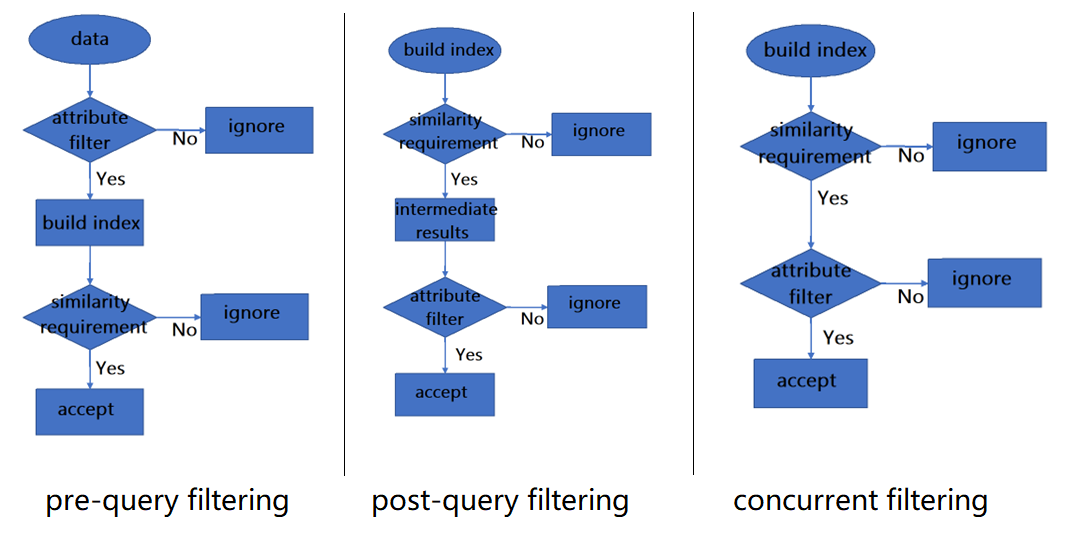 data
attribute
filter
No
ignore
Yes
build index
similarity
requirement
No
ignore
Yes
accept
pre-query filtering
build index
similarity
requirement
No
ignore
Yes
intermediate
results
attribute
filter
No
ignore
Yes
accept
post-query filtering
build index
similarity
requirement
No
ignore
Yes
attribute
filter
No
ignore
Yes
accept
concurrent filtering